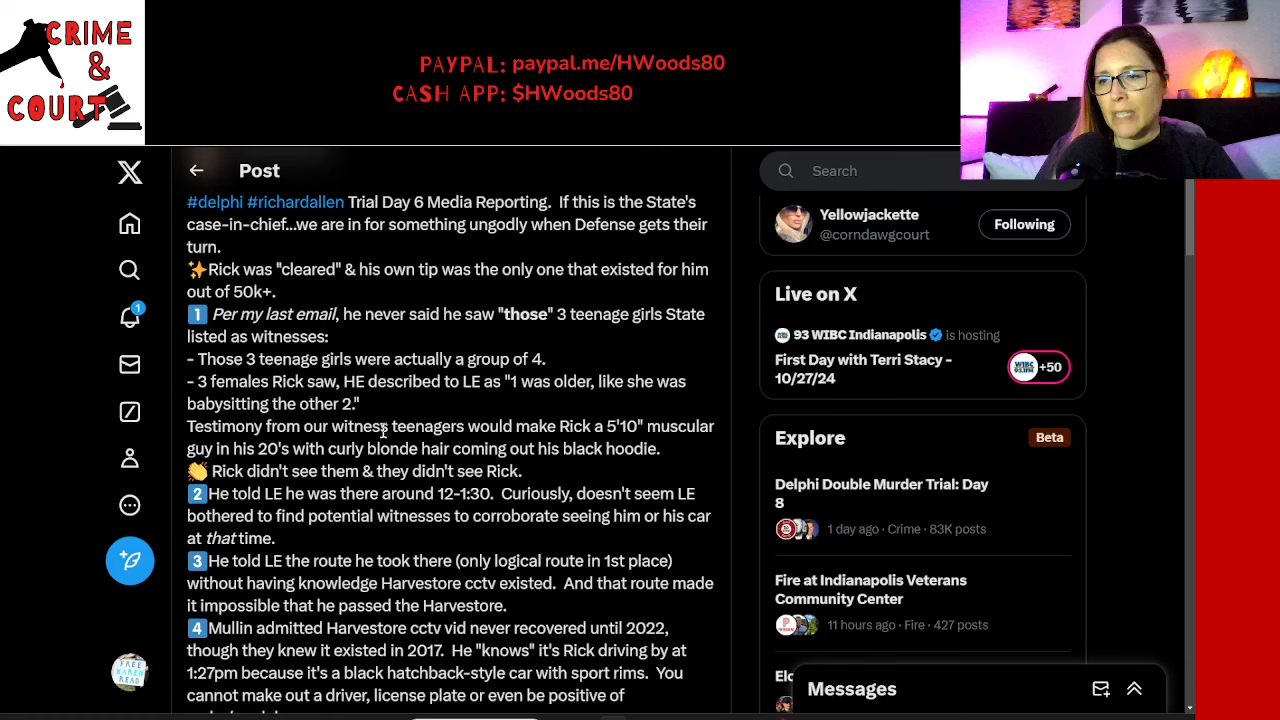 CRIME
&
COURT
PAYPAL: paypal.me/HWoods80
CASH APP: $HWoods80
Post
#delphi #richardallen Trial Day 6 Media Reporting. If this is the State's
case-in-chief...we are in for something ungodly when Defense gets their
turn.
✨Rick was "cleared" & his own tip was the only one that existed for him
out of 50k+.
1️⃣ Per my last email, he never said he saw "those" 3 teenage girls State
listed as witnesses:
- Those 3 teenage girls were actually a group of 4.
- 3 females Rick saw, HE described to LE as "1 was older, like she was
babysitting the other 2."
Testimony from our witness teenagers would make Rick a 5'10" muscular
guy in his 20's with curly blonde hair coming out his black hoodie.
👏 Rick didn't see them & they didn't see Rick.
2️⃣He told LE he was there around 12-1:30. Curiously, doesn't seem LE
bothered to find potential witnesses to corroborate seeing him or his car
at that time.
3️⃣He told LE the route he took there (only logical route in 1st place)
without having knowledge Harvestore cctv existed. And that route made
it impossible that he passed the Harvestore.
4️⃣Mullin admitted Harvestore cctv vid never recovered until 2022,
though they knew it existed in 2017. He "knows" it's Rick driving by at
1:27pm because it's a black hatchback-style car with sport rims. You
cannot make out a driver, license plate or even be positive of
Search
Yellowjackette
@corndawgcourt
Following
Live on X
93 WIBC Indianapolis is hosting
First Day with Terri Stacy -
10/27/24
+50
Explore
Beta
Delphi Double Murder Trial: Day
8
1 day ago · Crime · 83K posts
Fire at Indianapolis Veterans
Community Center
11 hours ago · Fire · 427 posts
Messages
1
FREE
KAREN
READ